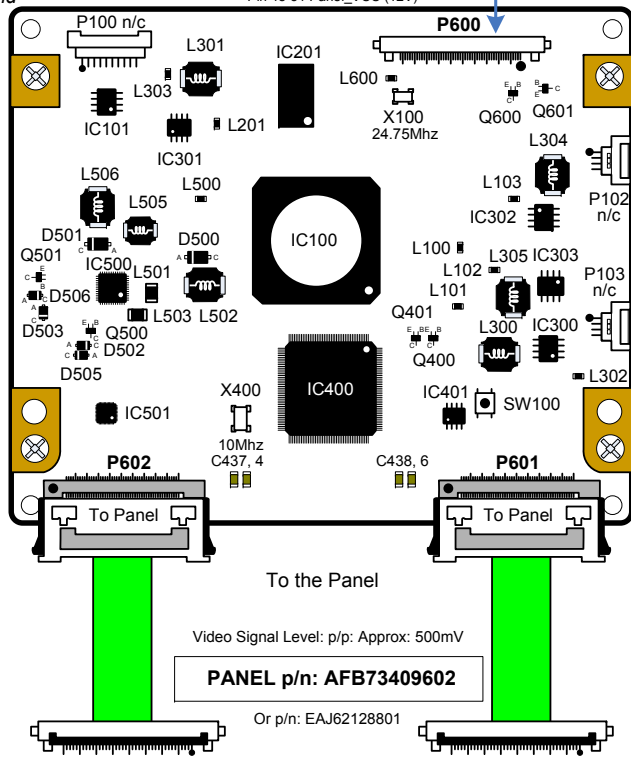 P100 n/c
P600
L301
IC201
L303
L600
IC101
L201
X100
24.75Mhz
E B
C
Q600
B
E C
Q601
IC301
L304
L506
L500
L103
P102
n/c
L505
IC302
D501
C A
D500
A C
IC100
Q501
E
C
B
IC500
L501
L100
L305
IC303
L102
P103
n/c
A
C
D506
L101
A
C
D503
E B
C
Q500
L503
L502
Q401
E B
C
E B
C
Q400
L300
IC300
D502
C A
C A
D505
X400
IC400
IC401
L302
IC501
SW100
10Mhz
C437, 4
C438, 6
P602
P601
To Panel
To Panel
To the Panel
Video Signal Level: p/p: Approx: 500mV
PANEL p/n: AFB73409602
Or p/n: EAJ62128801